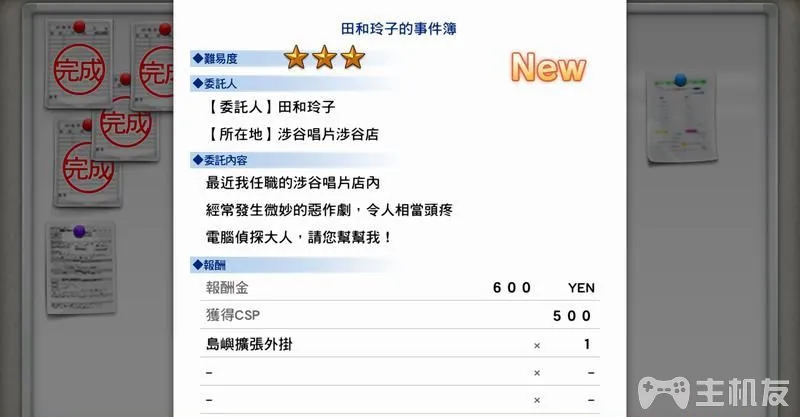 田和玲子的事件簿
◆難易度
New
◆委託人
【委託人】田和玲子
【所在地】涉谷唱片涉谷店
◆委託內容
最近我任職的涉谷唱片店內
經常發生微妙的惡作劇，令人相當頭疼
電腦偵探大人，請您幫幫我！
◆報酬
報酬金 600 YEN
獲得CSP 500
島嶼擴張外掛 × 1
– × –
– × –
完成
完成
完成
完成
主机友